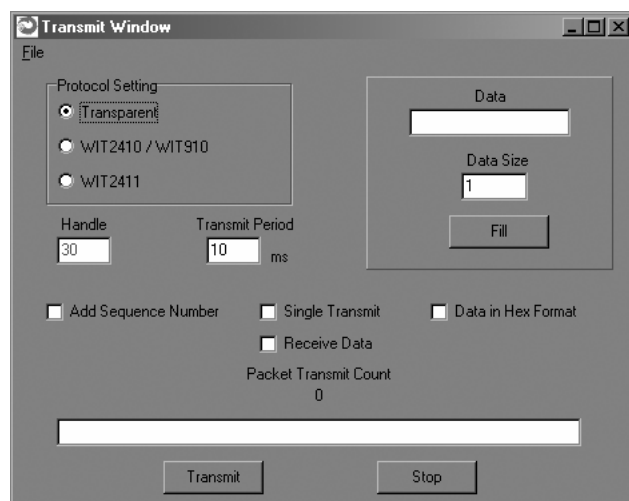 Transmit Window
File
Protocol Setting
Transparent
WIT2410 / WIT910
WIT2411
Data
Data Size
1
Fill
Handle
30
Transmit Period
10
ms
Add Sequence Number
Single Transmit
Data in Hex Format
Receive Data
Packet Transmit Count
0
Transmit
Stop